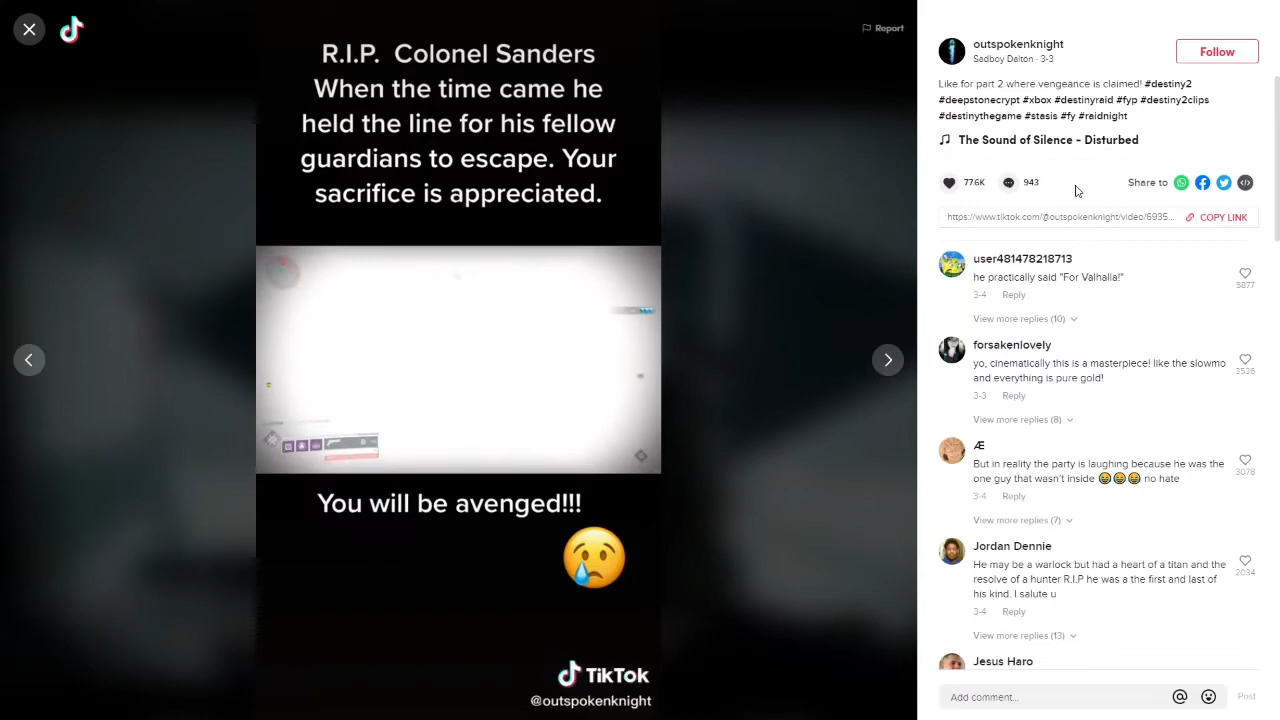 Report
R.I.P. Colonel Sanders
When the time came he
held the line for his fellow
guardians to escape. Your
sacrifice is appreciated.
You will be avenged!!!
TikTok
@outspokenknight
outspokenknight
Sadboy Dalton · 3-3
Follow
Like for part 2 where vengeance is claimed! #destiny2
#deepstonecrypt #xbox #destinyraid #fyp #destiny2clips
#destinythegame #stasis #fy #raidnight
The Sound of Silence - Disturbed
77.6K
943
Share to
https://www.tiktok.com/@outspokenknight/video/6935...
COPY LINK
user481478218713
he practically said "For Valhalla!"
5877
3-4 Reply
View more replies (10)
forsakenlovely
yo, cinematically this is a masterpiece! like the slowmo
and everything is pure gold!
3536
3-3 Reply
View more replies (8)
Æ
But in reality the party is laughing because he was the
one guy that wasn't inside 😂😂😂 no hate
3078
3-4 Reply
View more replies (7)
Jordan Dennie
He may be a warlock but had a heart of a titan and the
resolve of a hunter R.I.P he was a the first and last of
his kind. I salute u
2034
3-4 Reply
View more replies (13)
Jesus Haro
Add comment...
Post